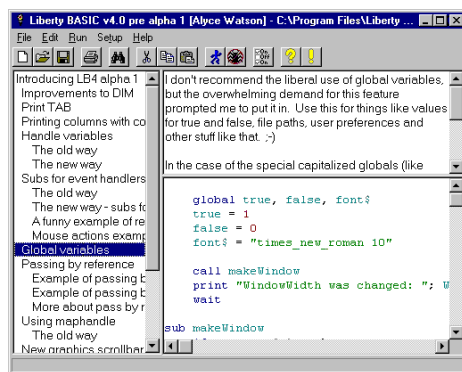 Liberty BASIC v4.0 pre alpha 1 [Alyce Watson] - C:\Program Files\Liberty ...
File Edit Run Setup Help
Introducing LB4 alpha 1
Improvements to DIM
Print TAB
Printing columns with co
Handle variables
The old way
The new way
Subs for event handlers
The old way
The new way - subs fo
A funny example of re
Mouse actions examp
Global variables
Passing by reference
Example of passing b
Example of passing b
More about pass by r
Using maphandle
The old way
New graphics scrollbar
I don't recommend the liberal use of global variables,
but the overwhelming demand for this feature
prompted me to put it in. Use this for things like values
for true and false, file paths, user preferences and
other stuff like that. ;-)
In the case of the special capitalized globals (like
global true, false, font$
true = 1
false = 0
font$ = "times_new_roman 10"
call makeWindow
print "WindowWidth was changed: "; W
wait
sub makeWindow